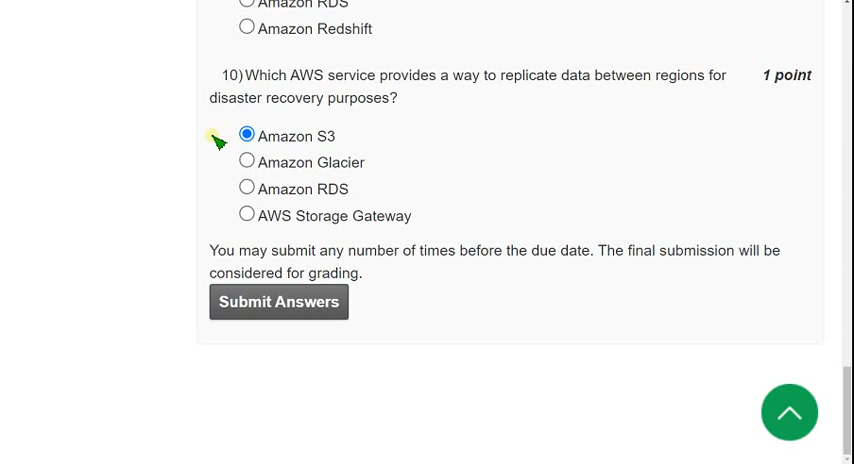 Amazon RDS
Amazon Redshift
10) Which AWS service provides a way to replicate data between regions for 1 point
disaster recovery purposes?
Amazon S3
Amazon Glacier
Amazon RDS
AWS Storage Gateway
You may submit any number of times before the due date. The final submission will be
considered for grading.
Submit Answers